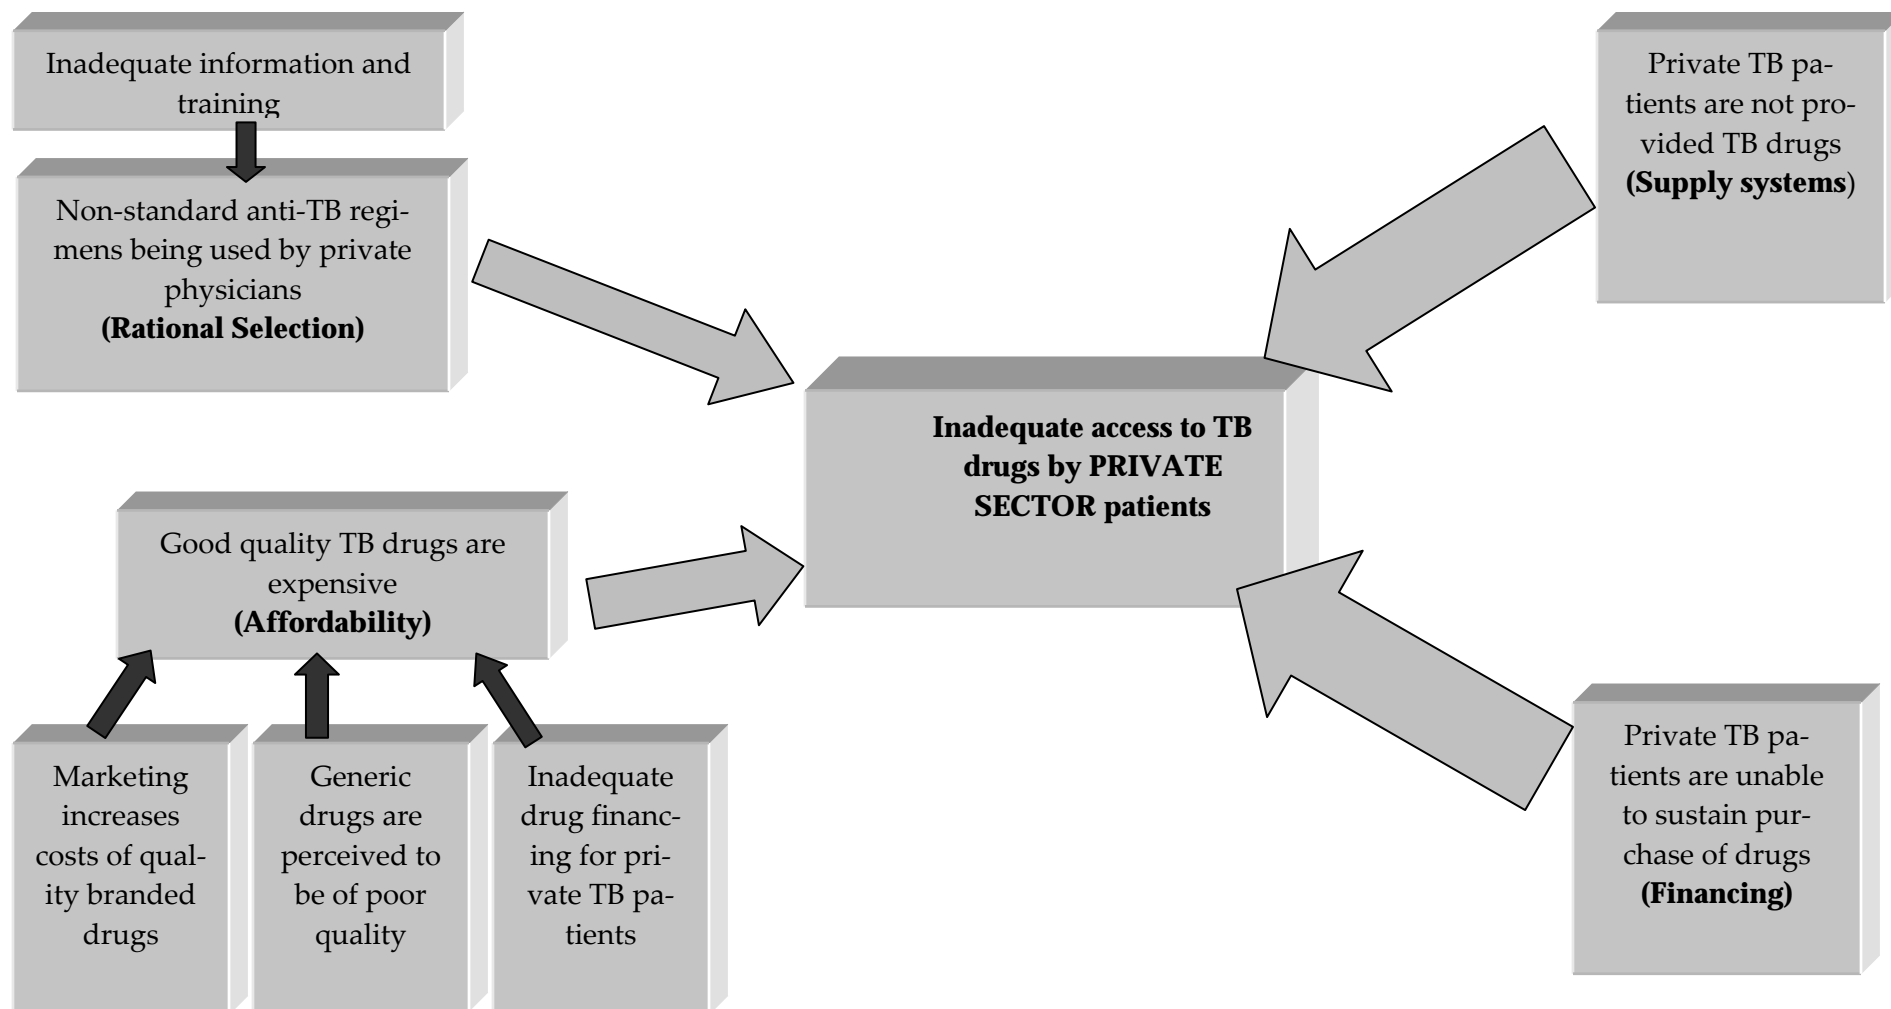 Inadequate information and
training
Non-standard anti-TB regi-
mens being used by private
physicians
(Rational Selection)
Private TB pa-
tients are not pro-
vided TB drugs
(Supply systems)
Inadequate access to TB
drugs by PRIVATE
SECTOR patients
Good quality TB drugs are
expensive
(Affordability)
Marketing
increases
costs of qual-
ity branded
drugs
Generic
drugs are
perceived to
be of poor
quality
Inadequate
drug financ-
ing for pri-
vate TB pa-
tients
Private TB pa-
tients are unable
to sustain pur-
chase of drugs
(Financing)